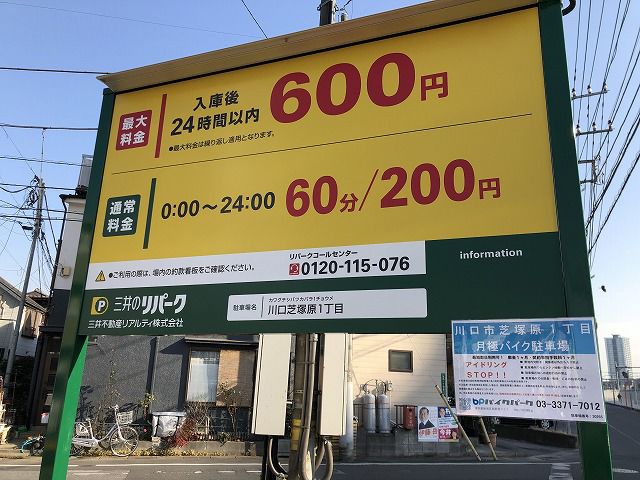 最大料金
入庫後
24時間以内
600円
●最大料金は繰り返し適用となります。
通常料金
0:00～24:00
60分/200円
●ご利用の際は、場内の約款看板をご確認ください。
リパークコールセンター
0120-115-076
information
P 三井のリパーク
三井不動産リアルティ株式会社
駐車場名
カワグチシバツカバラ1チョウメ
川口芝塚原1丁目
川口市芝塚原1丁目
月極バイク駐車場
アイドリング
STOP!!
バイクパーク
03-3371-7012